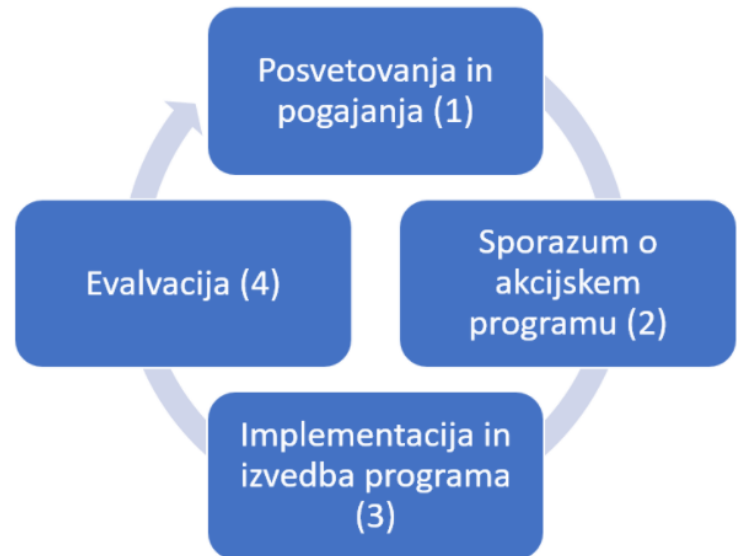 Posvetovanja in
pogajanja (1)
Sporazum o
akcijskem
programu (2)
Implementacija in
izvedba programa
(3)
Evalvacija (4)